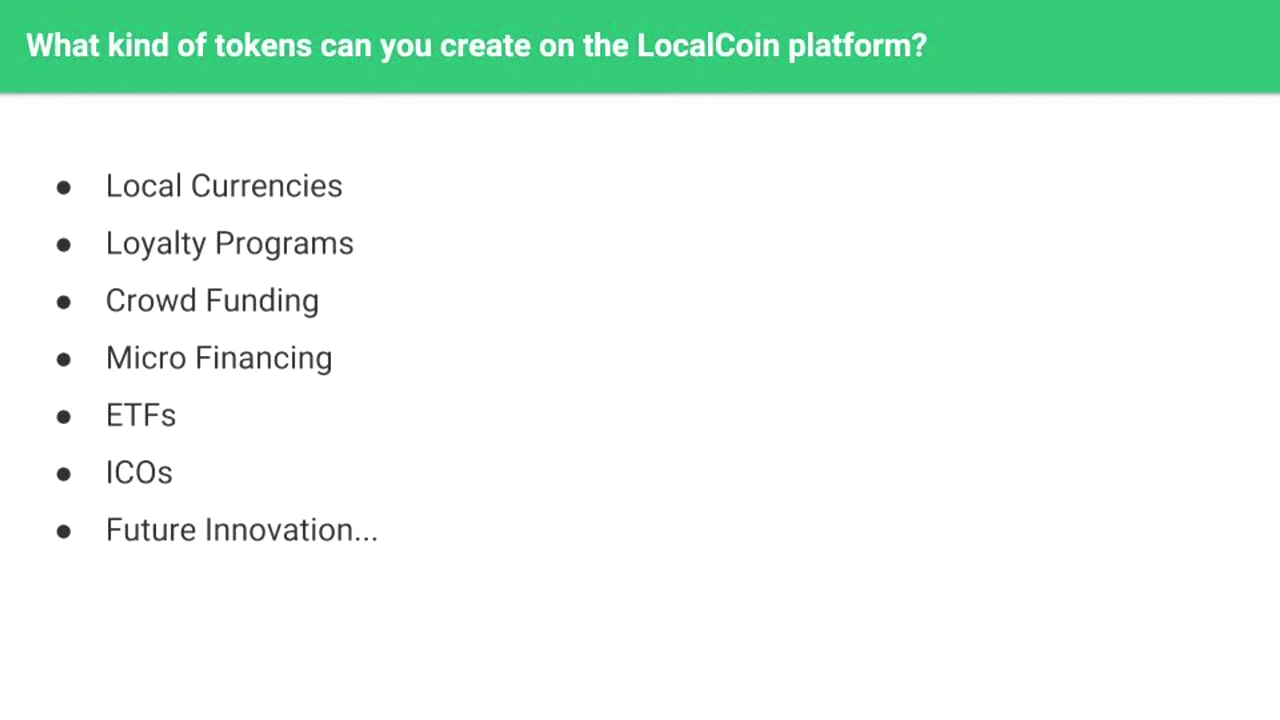 What kind of tokens can you create on the LocalCoin platform?
● Local Currencies
● Loyalty Programs
● Crowd Funding
● Micro Financing
● ETFs
● ICOs
● Future Innovation...